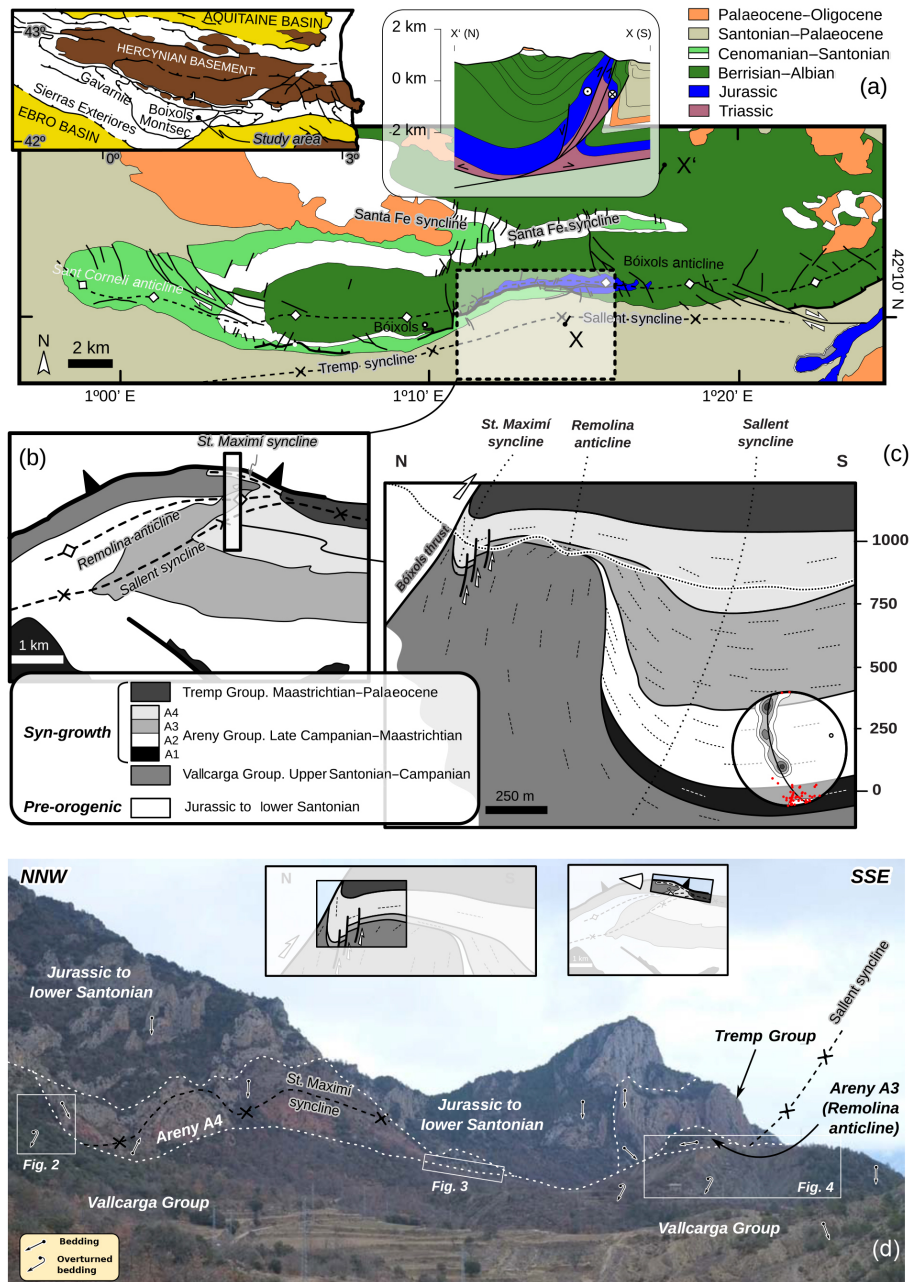 AQUITAINE BASIN
43º
HERCYNIAN BASEMENT
Gavarnie
Sierras Exteriores
Boixols
Montsec
EBRO BASIN
Study area
42º
0º
3º
2 km
X' (N)
X (S)
0 km
-2 km
Palaeocene–Oligocene
Santonian–Palaeocene
Cenomanian–Santonian
Berrisian–Albian
(a)
Jurassic
Triassic
X'
Santa Fe syncline
Santa Fe syncline
Sant Corneli anticline
Bóixols anticline
42º10' N
Bóixols
Sallent syncline
N
2 km
Tremp syncline
X
1º00' E
1º10' E
1º20' E
(b)
St. Maximí syncline
Remolina anticline
Sallent syncline
1 km
St. Maximí
syncline
Remolina
anticline
Sallent
syncline
(c)
N
S
Bóixols thrust
1000
750
500
250
0
250 m
Tremp Group. Maastrichtian–Palaeocene
Syn-growth
A4
A3
A2
A1
Areny Group. Late Campanian–Maastrichtian
Vallcarga Group. Upper Santonian–Campanian
Pre-orogenic
Jurassic to lower Santonian
NNW
SSE
N
S
1 km
Jurassic to
lower Santonian
Sallent syncline
Tremp Group
St. Maximí
syncline
Areny A3
(Remolina
anticline)
Jurassic to
lower Santonian
Areny A4
Fig. 2
Fig. 3
Fig. 4
Vallcarga Group
Vallcarga Group
(d)
Bedding
Overturned
bedding